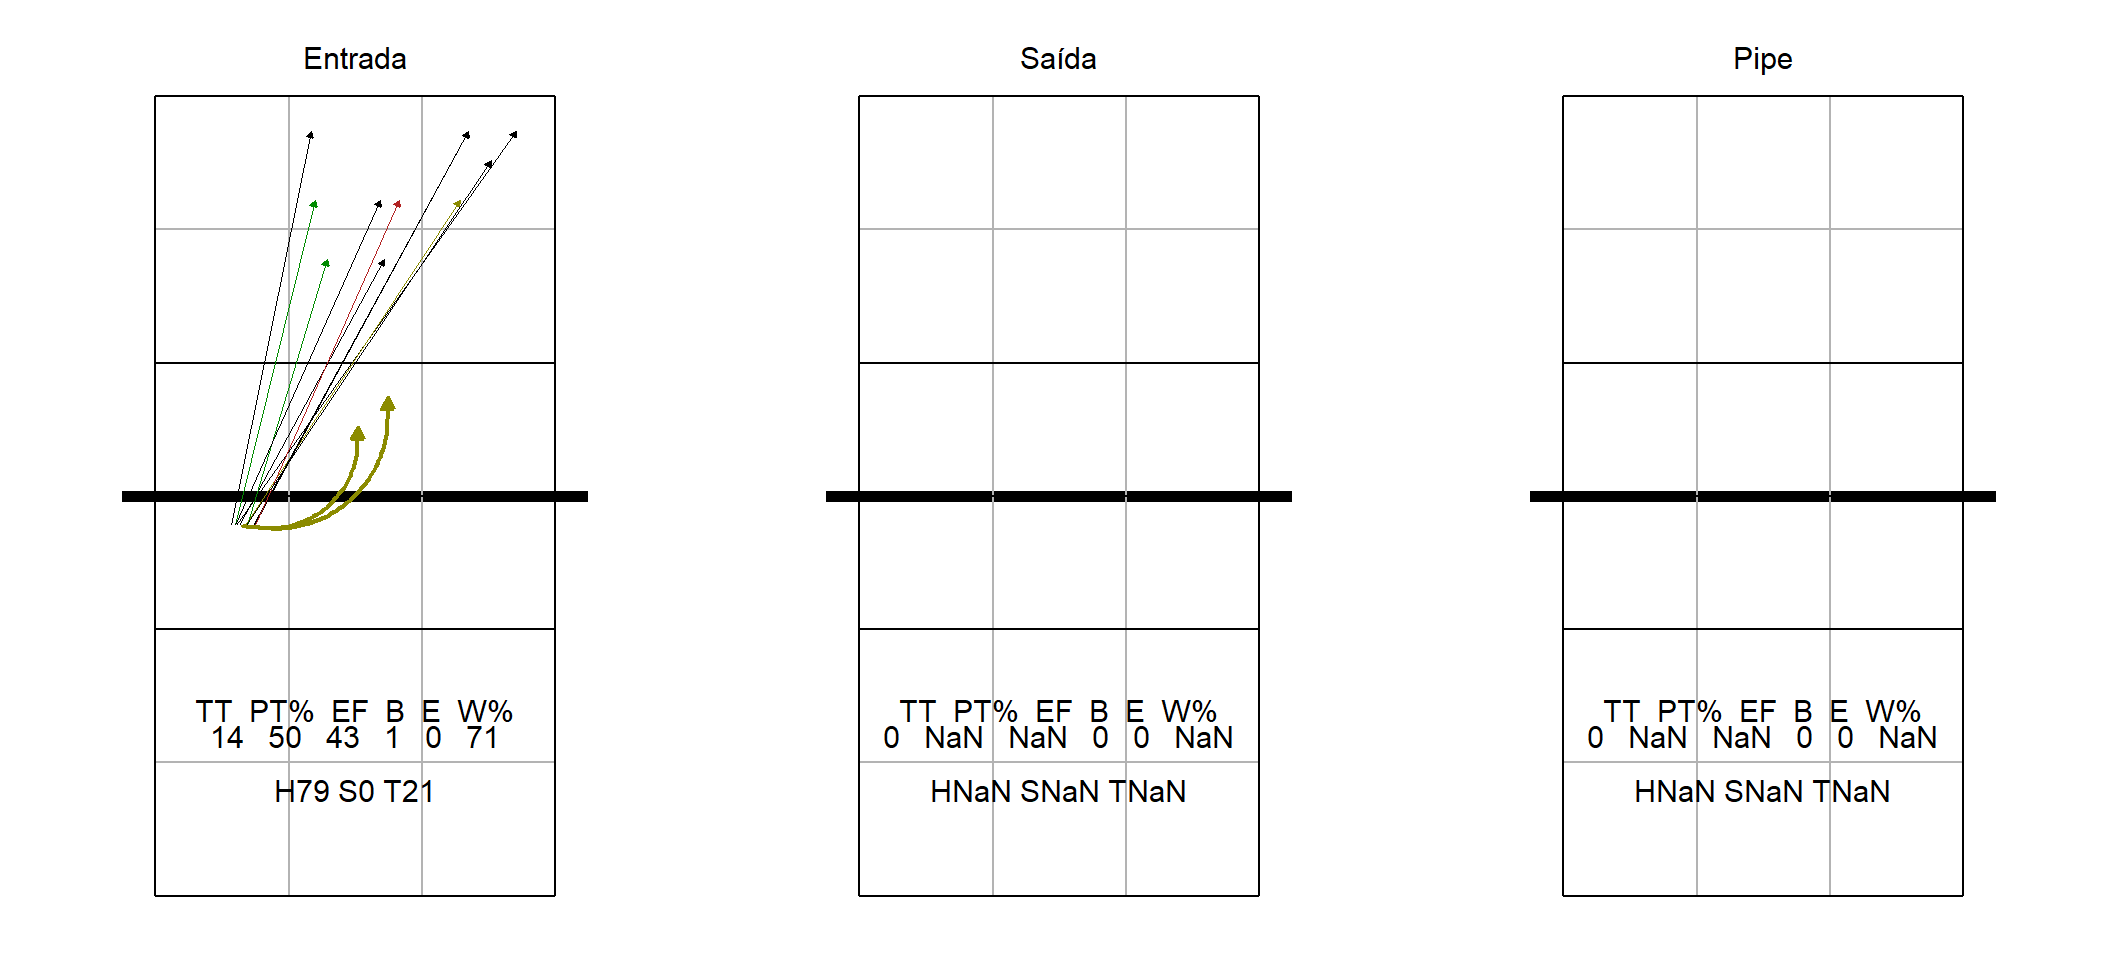 Entrada
TT PT% EF B E W%
14 50 43 1 0 71
H79 S0 T21
Saída
TT PT% EF B E W%
0 NaN NaN 0 0 NaN
HNaN SNaN TNaN
Pipe
TT PT% EF B E W%
0 NaN NaN 0 0 NaN
HNaN SNaN TNaN